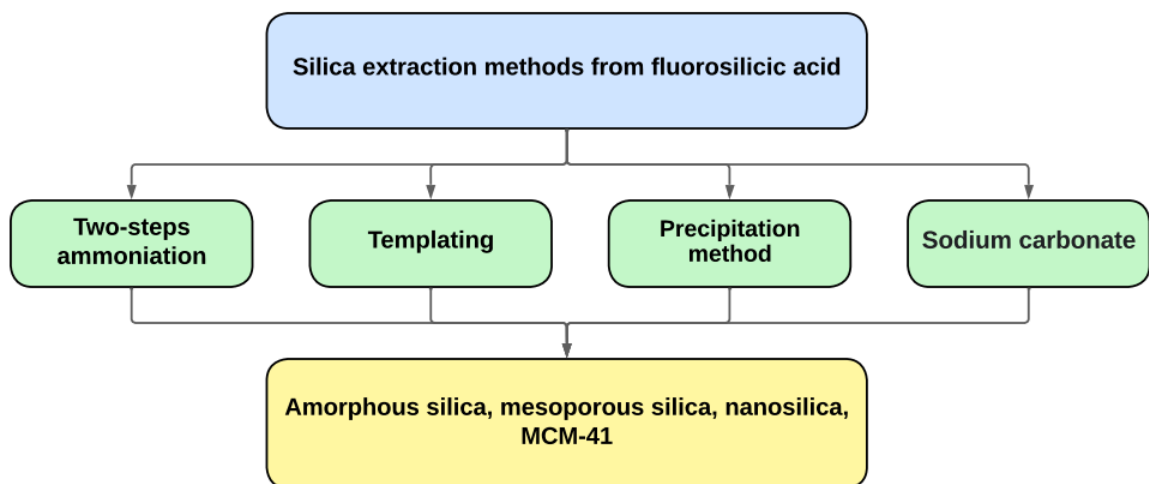 Silica extraction methods from fluorosilicic acid
Two-steps
ammoniation
Templating
Precipitation
method
Sodium carbonate
Amorphous silica, mesoporous silica, nanosilica,
MCM-41